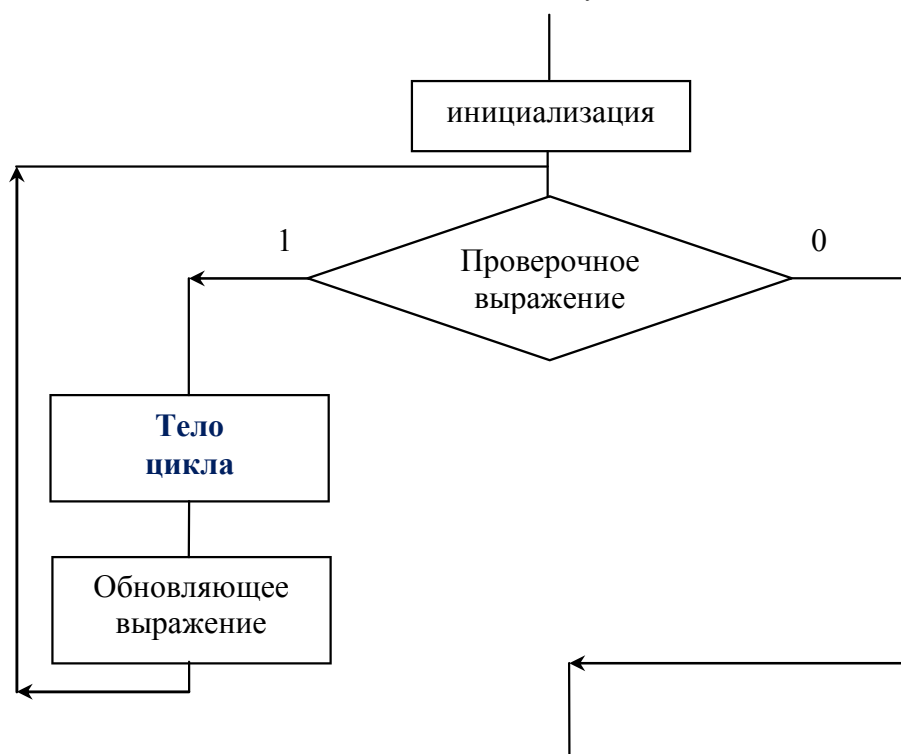 инициализация
1
0
Проверочное
выражение
Тело
цикла
Обновляющее
выражение